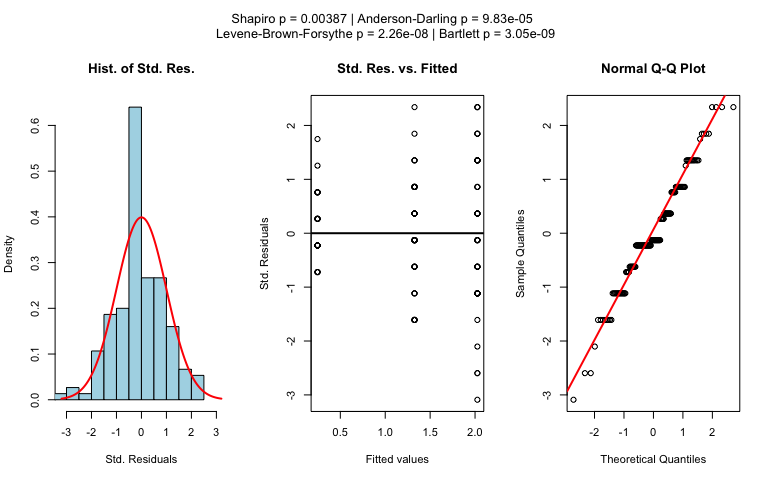 Shapiro p = 0.00387 | Anderson-Darling p = 9.83e-05
Levene-Brown-Forsythe p = 2.26e-08 | Bartlett p = 3.05e-09
Hist. of Std. Res.
Density
0.0 0.1 0.2 0.3 0.4 0.5 0.6
-3 -2 -1 0 1 2 3
Std. Residuals
Std. Res. vs. Fitted
Std. Residuals
-3 -2 -1 0 1 2
0.5 1.0 1.5 2.0
Fitted values
Normal Q-Q Plot
Sample Quantiles
-3 -2 -1 0 1 2
-2 -1 0 1 2
Theoretical Quantiles